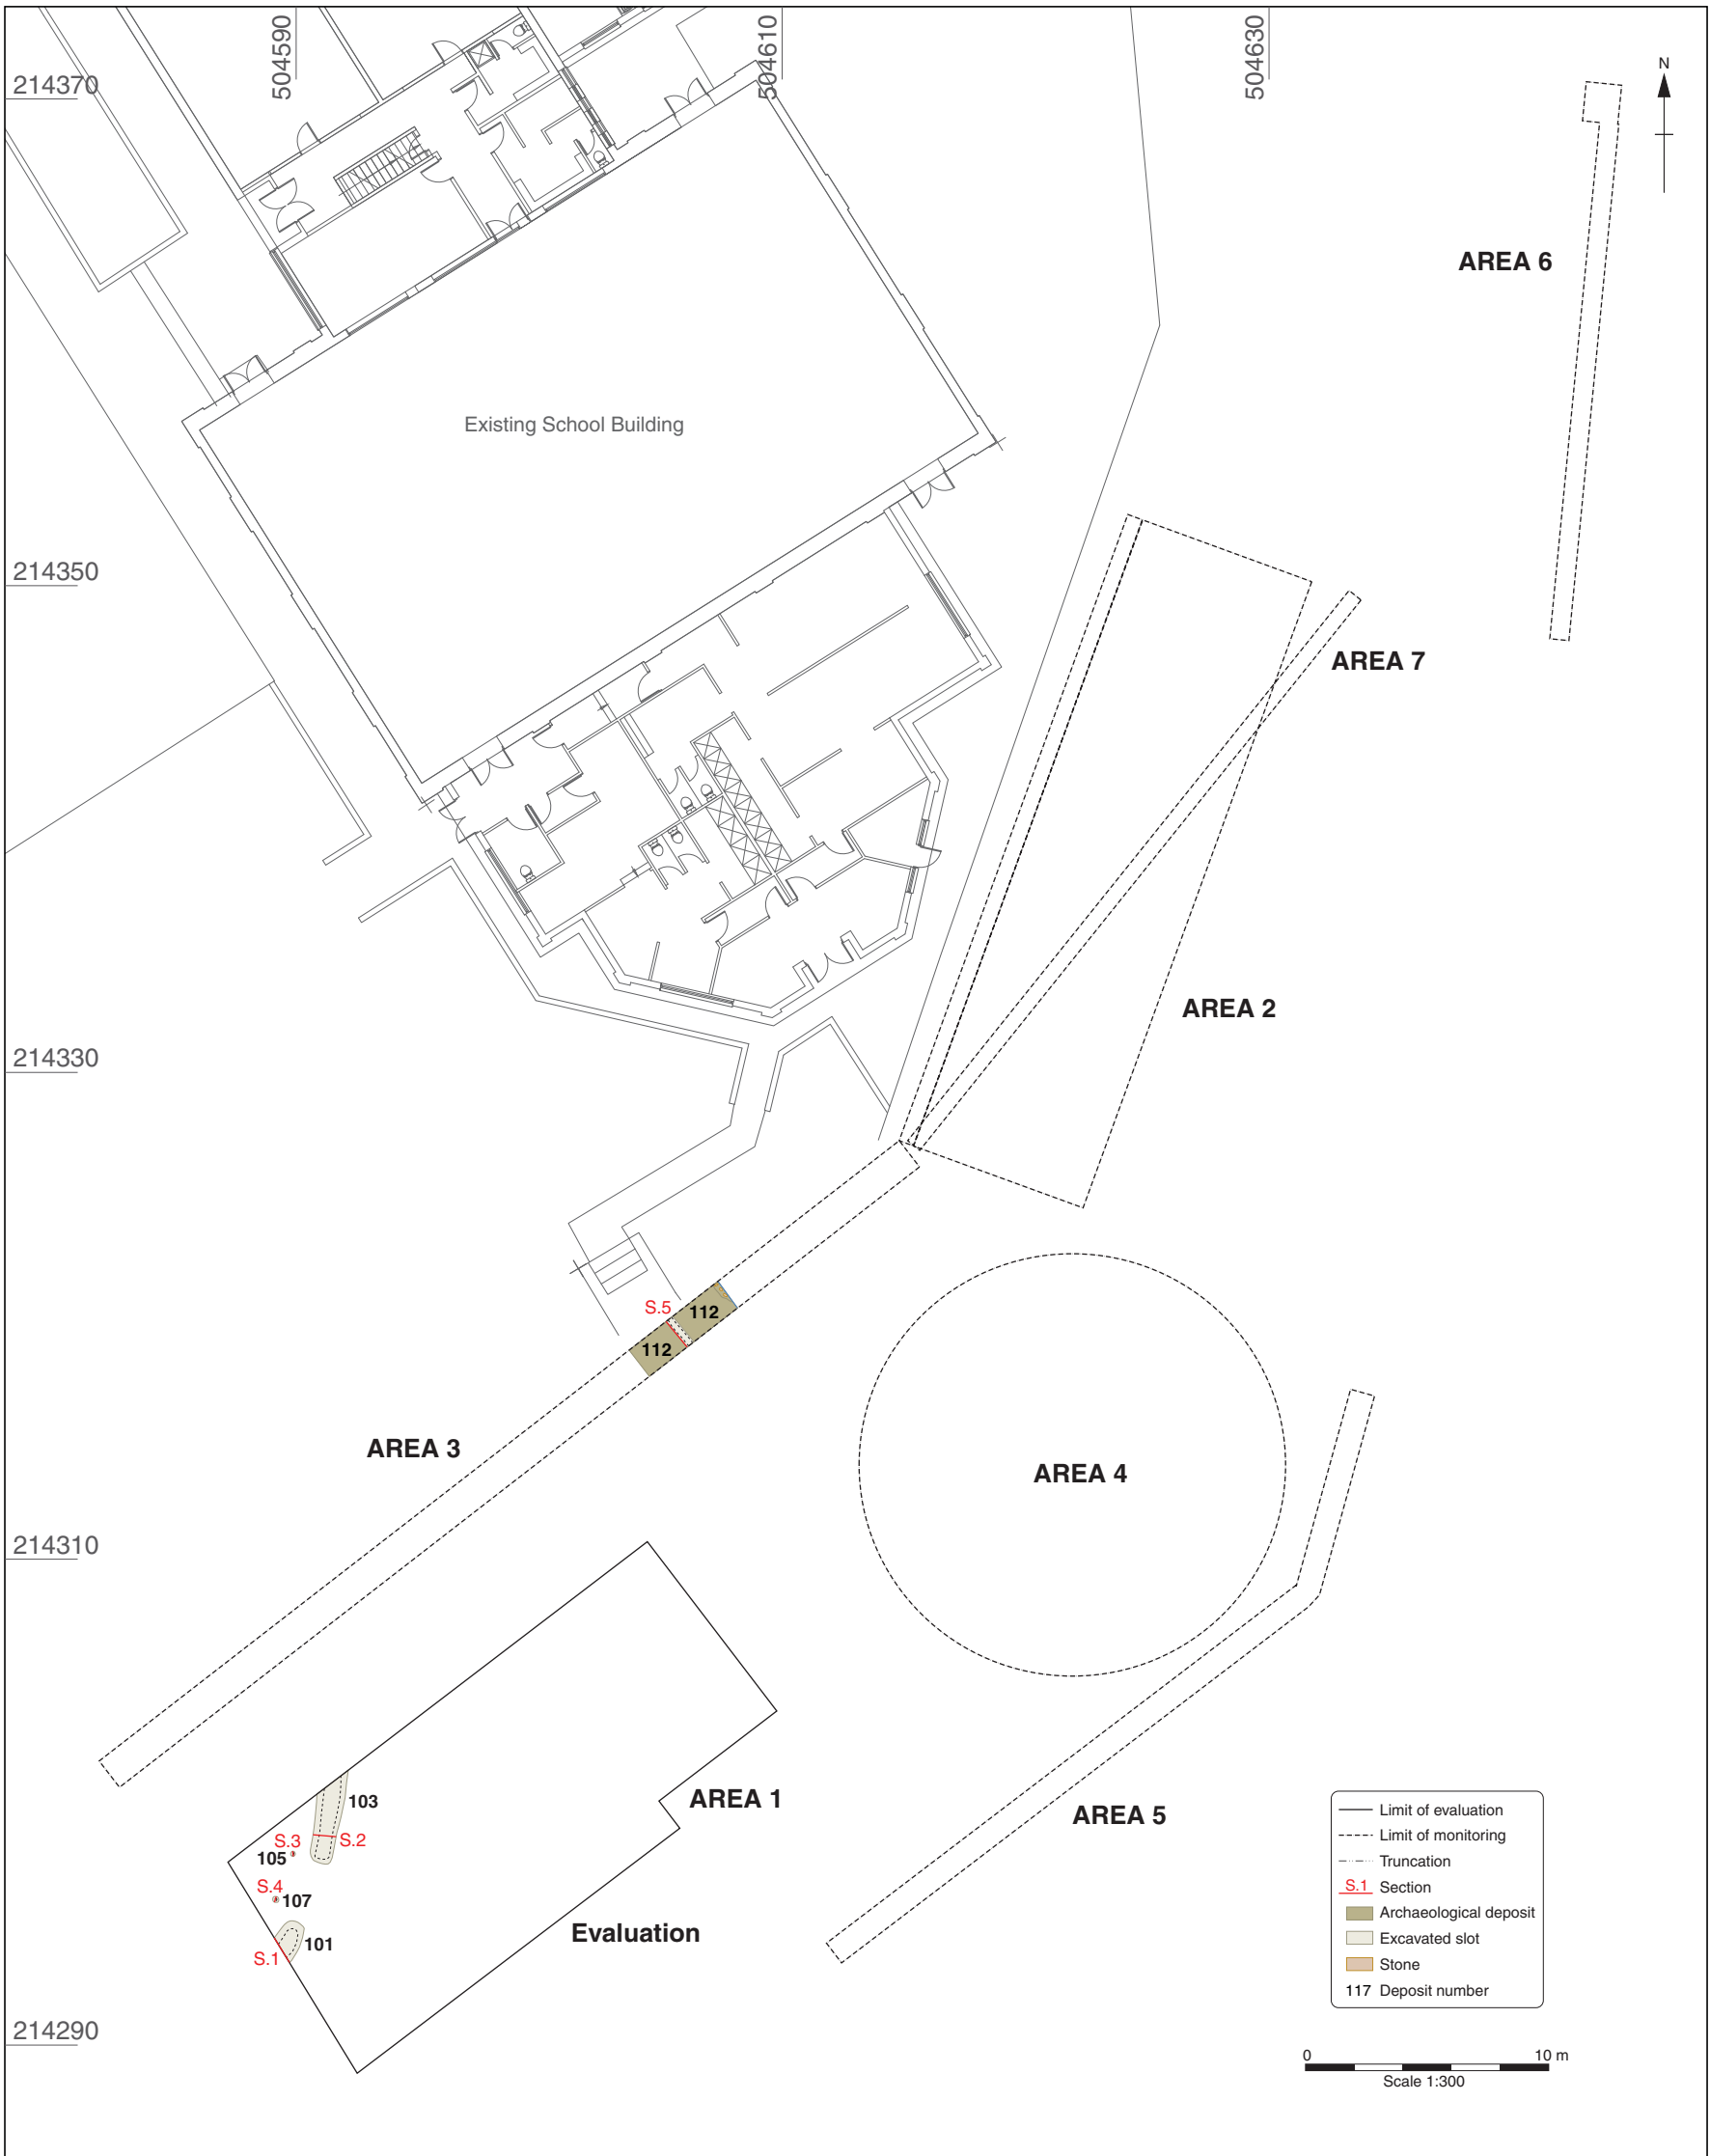 504590
504610
504630
214370
N
AREA 6
Existing School Building
214350
AREA 7
AREA 2
214330
S.5
112
112
AREA 3
AREA 4
214310
AREA 1
103
S.3
S.2
105
S.4
107
101
S.1
Evaluation
AREA 5
Limit of evaluation
Limit of monitoring
Truncation
S.1 Section
Archaeological deposit
Excavated slot
Stone
117 Deposit number
214290
0 10 m
Scale 1:300